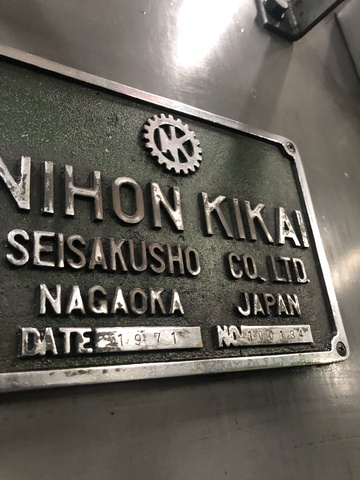 NIHON KIKAI
SEISAKUSHO CO. LTD.
NAGAOKA JAPAN
DATE 1971 NO